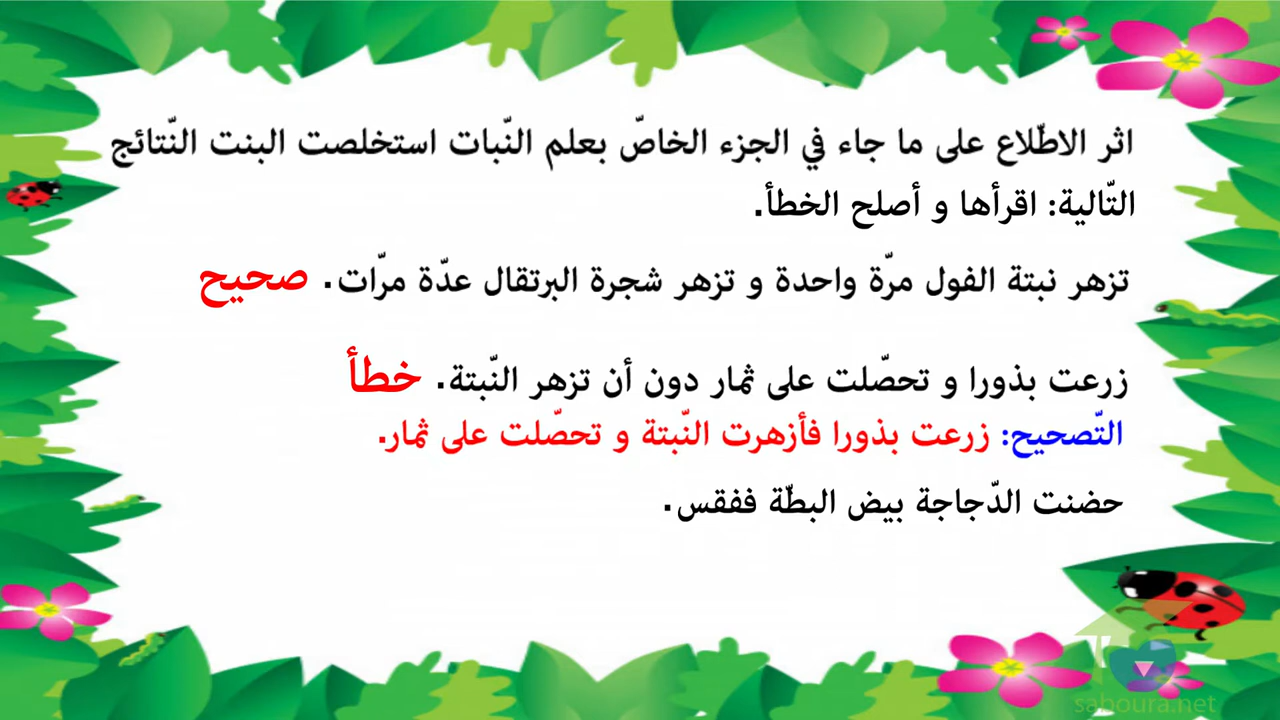 اثر الاطّلاع على ما جاء في الجزء الخاصّ بعلم النّبات استخلصت البنت النّتائج
التّالية: اقرأها و أصلح الخطأ.
تزهر نبتة الفول مرّة واحدة و تزهر شجرة البرتقال عدّة مرّات. صحيح
زرعت بذورا و تحصّلت على ثمار دون أن تزهر النّبتة. خطأ
التّصحيح: زرعت بذورا فأزهرت النّبتة و تحصّلت على ثمار.
حضنت الدّجاجة بيض البطّة ففقس.
saboura.net